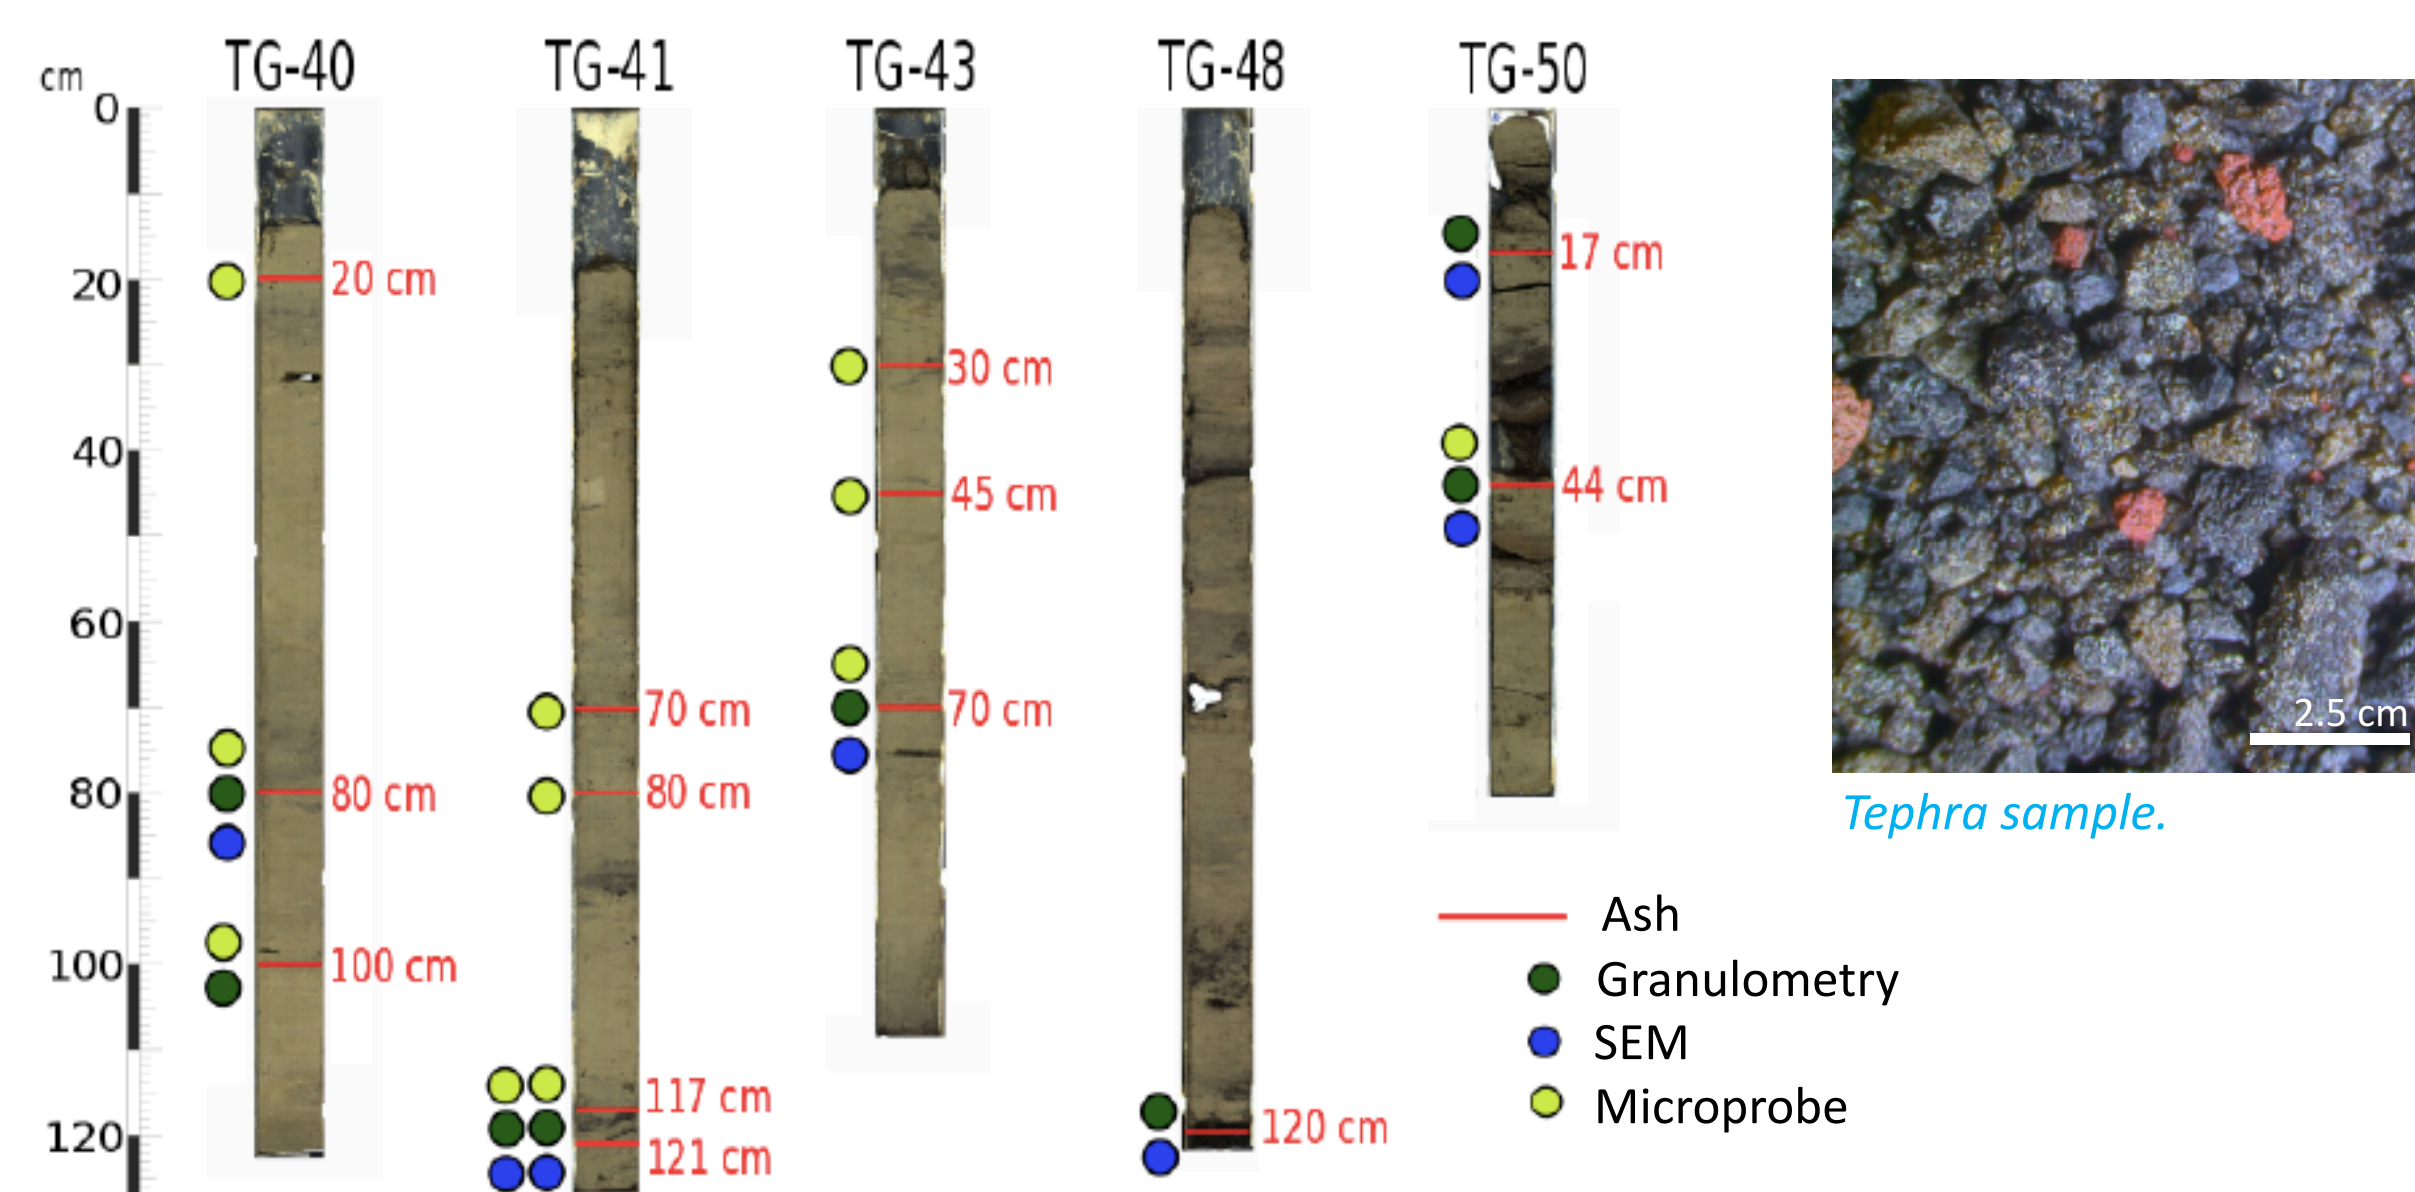 TG-40 TG-41 TG-43 TG-48 TG-50
cm
0
17 cm
20 20 cm
30 cm
40
44 cm
45 cm
60
70 cm 70 cm
2.5 cm
80 80 cm 80 cm
Tephra sample.
Ash
100 100 cm
Granulometry
SEM
117 cm
Microprobe
120 120 cm
121 cm